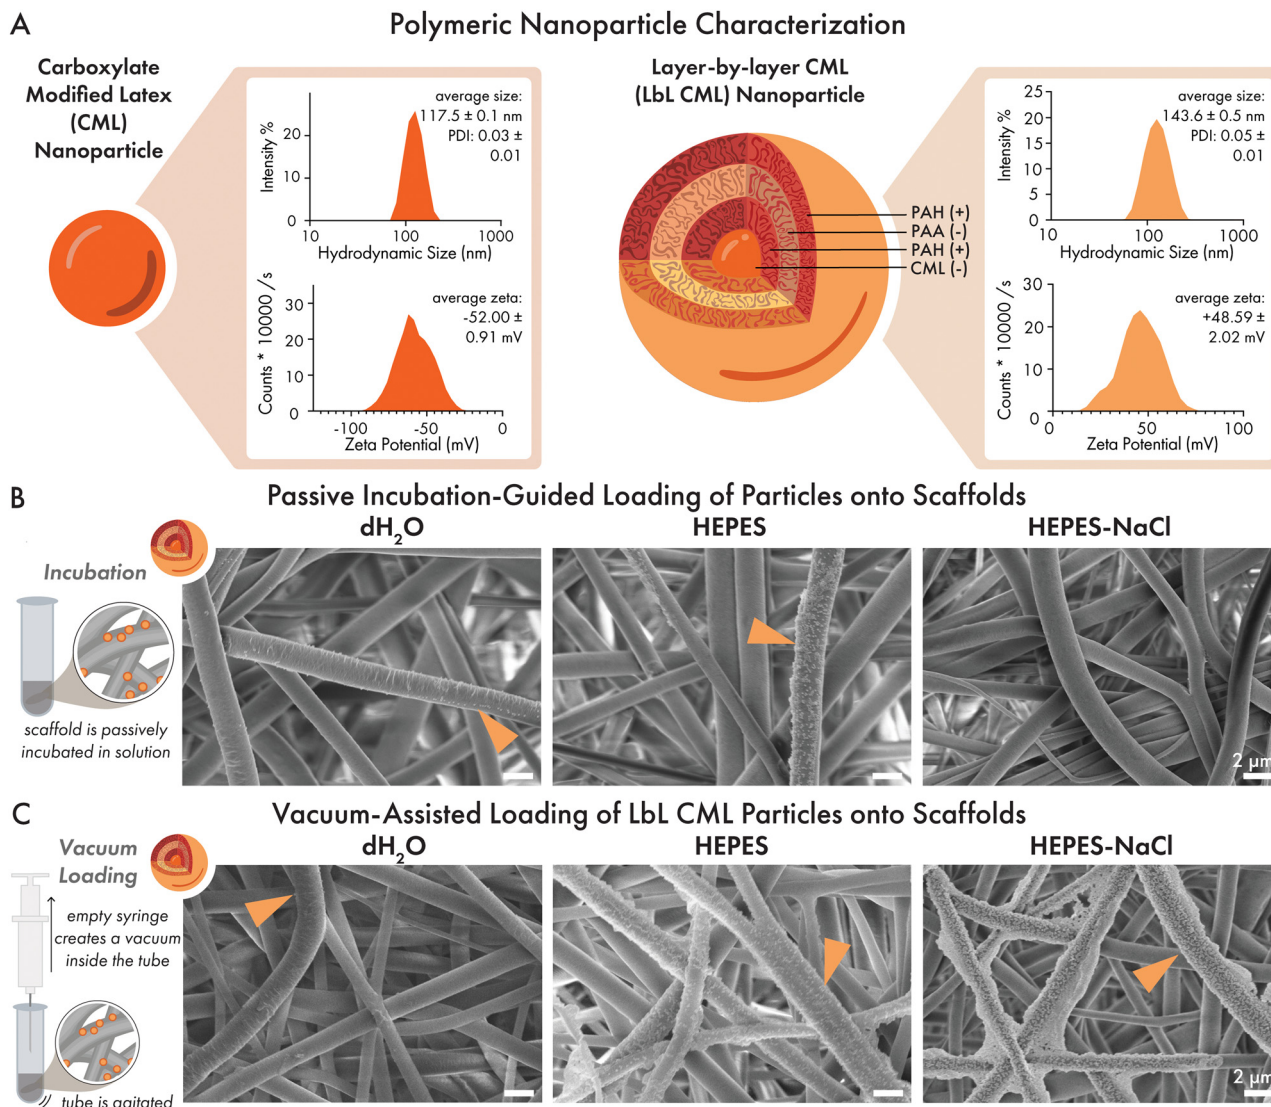 A
Polymeric Nanoparticle Characterization
Carboxylate
Modified Latex
(CML)
Nanoparticle
average size:
117.5 ± 0.1 nm
PDI: 0.03 ±
0.01
Intensity %
20
10
0
10
100
1000
Hydrodynamic Size (nm)
average zeta:
-52.00 ±
0.91 mV
Counts * 10000 /s
30
20
10
0
-100
-50
0
Zeta Potential (mV)
Layer-by-layer CML
(LbL CML) Nanoparticle
PAH (+)
PAA (-)
PAH (+)
CML (-)
average size:
143.6 ± 0.5 nm
PDI: 0.05 ±
0.01
Intensity %
25
20
15
10
5
0
10
100
1000
Hydrodynamic Size (nm)
average zeta:
+48.59 ±
2.02 mV
Counts * 10000 /s
30
20
10
0
0
50
100
Zeta Potential (mV)
B
Passive Incubation-Guided Loading of Particles onto Scaffolds
dH₂O
HEPES
HEPES-NaCl
Incubation
scaffold is passively
incubated in solution
2 μm
C
Vacuum-Assisted Loading of LbL CML Particles onto Scaffolds
dH₂O
HEPES
HEPES-NaCl
Vacuum
Loading
empty syringe
creates a vacuum
inside the tube
tube is agitated
2 μm